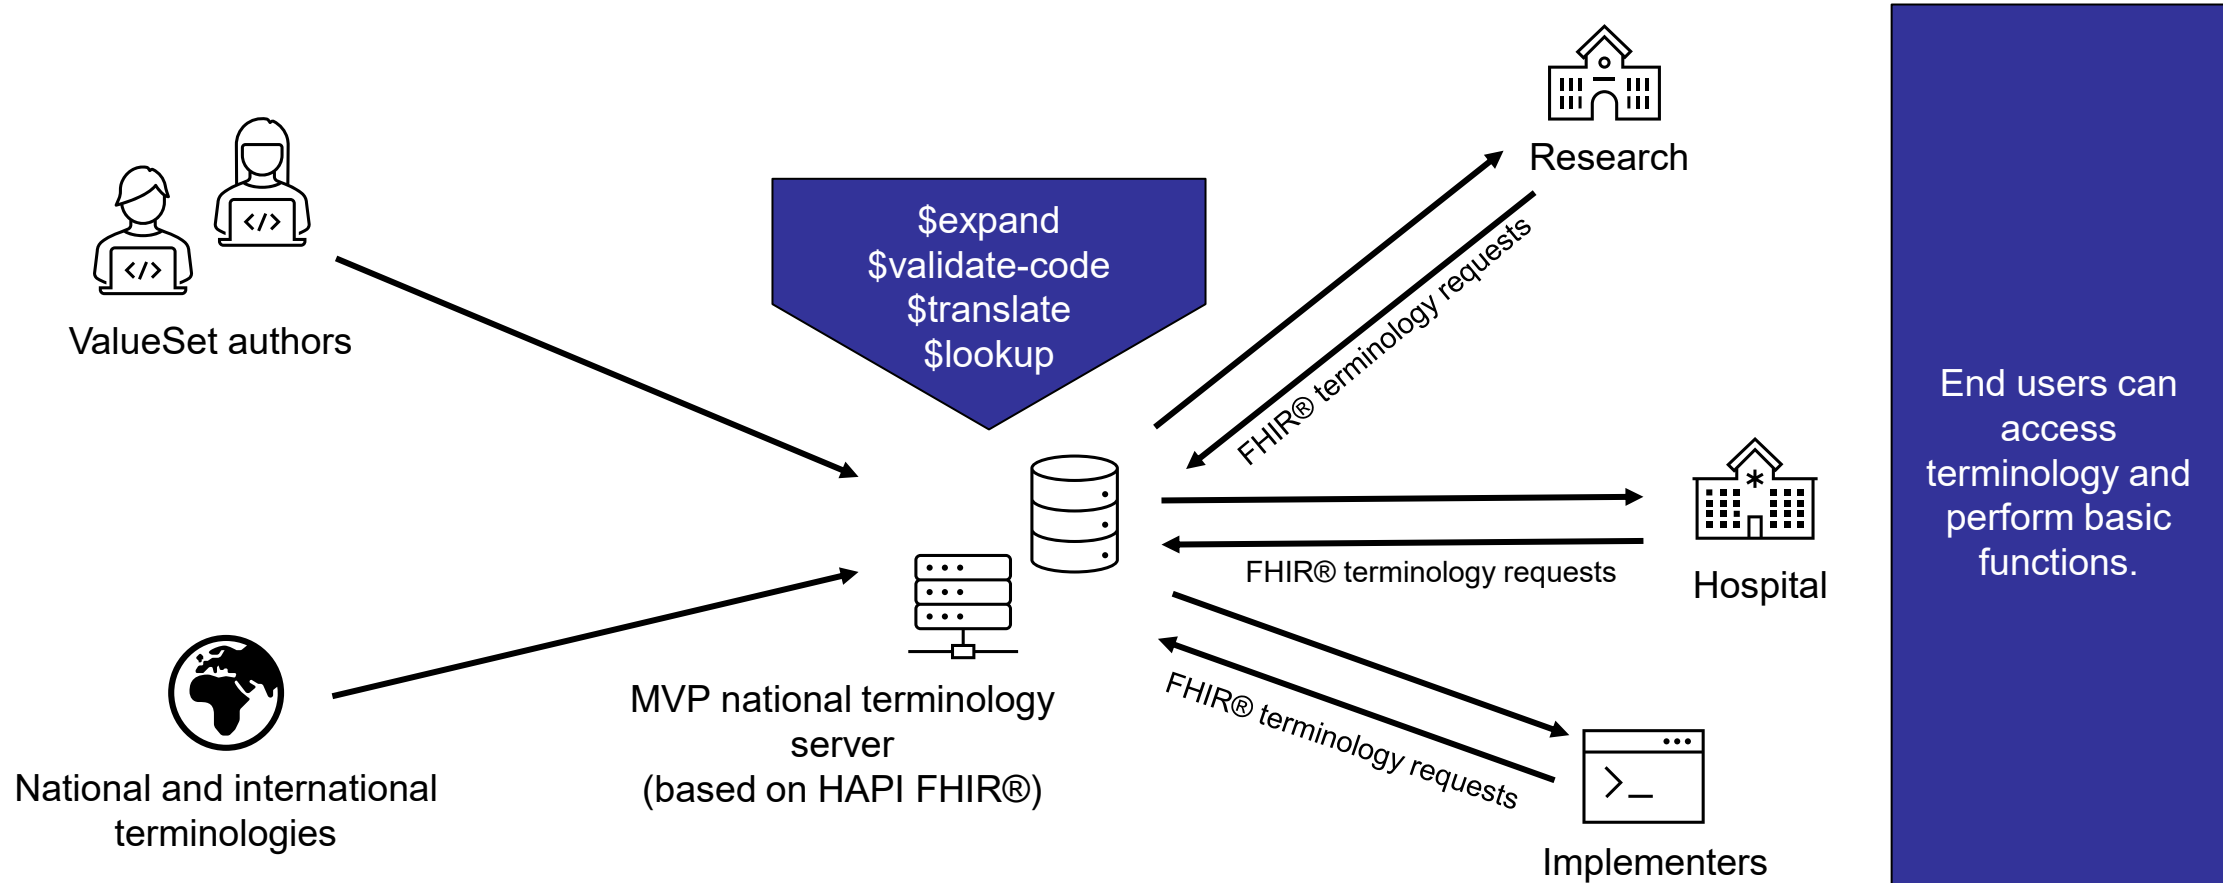 ValueSet authors
National and international
terminologies
$expand
$validate-code
$translate
$lookup
MVP national terminology
server
(based on HAPI FHIR®)
Research
FHIR® terminology requests
FHIR® terminology requests
Hospital
FHIR® terminology requests
Implementers
End users can
access
terminology and
perform basic
functions.